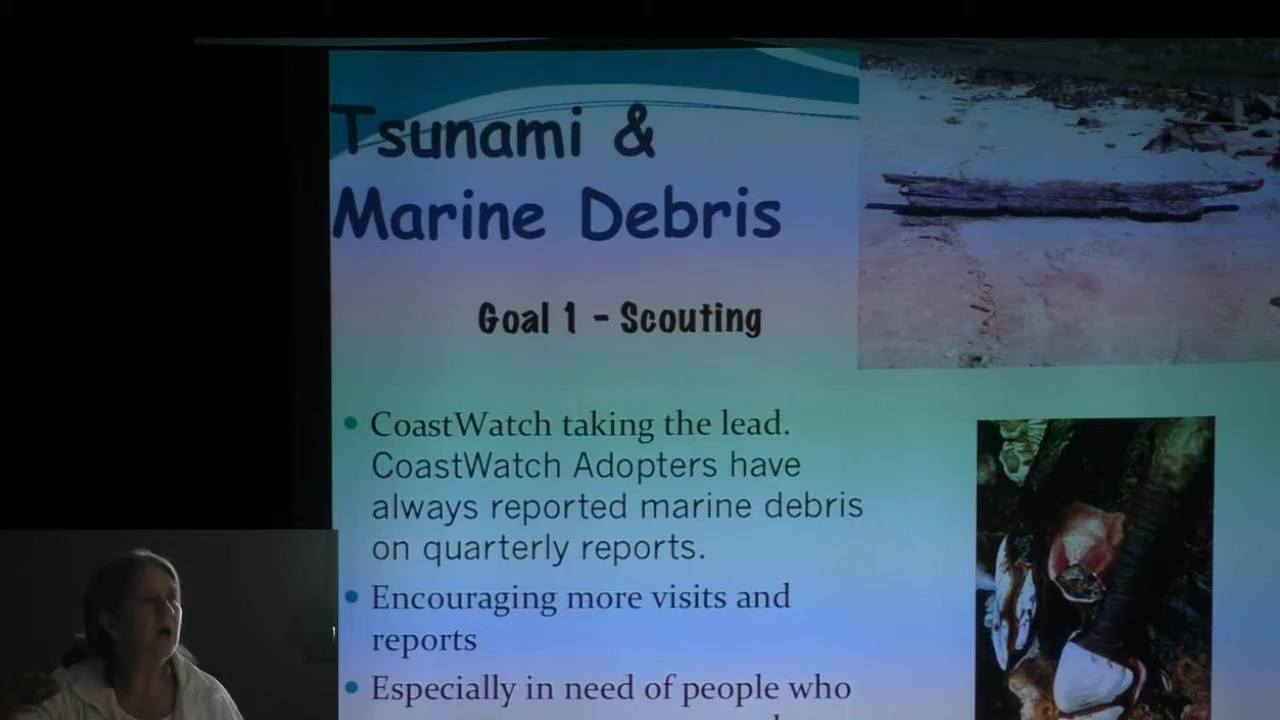 Tsunami &
Marine Debris
Goal 1 - Scouting
• CoastWatch taking the lead.
CoastWatch Adopters have
always reported marine debris
on quarterly reports.
• Encouraging more visits and
reports
• Especially in need of people who